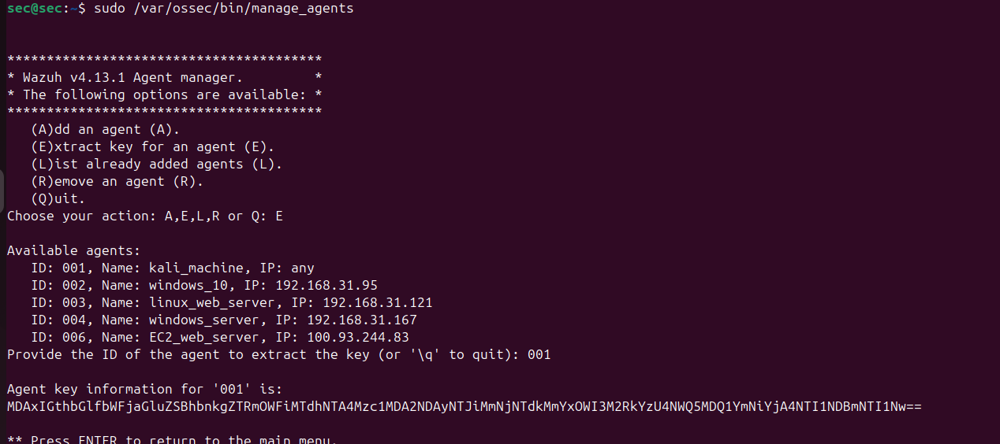 sec@sec:~$ sudo /var/ossec/bin/manage_agents
****************************************
* Wazuh v4.13.1 Agent manager.         *
* The following options are available: *
****************************************
   (A)dd an agent (A).
   (E)xtract key for an agent (E).
   (L)ist already added agents (L).
   (R)emove an agent (R).
   (Q)uit.
Choose your action: A,E,L,R or Q: E
Available agents:
   ID: 001, Name: kali_machine, IP: any
   ID: 002, Name: windows_10, IP: 192.168.31.95
   ID: 003, Name: linux_web_server, IP: 192.168.31.121
   ID: 004, Name: windows_server, IP: 192.168.31.167
   ID: 006, Name: EC2_web_server, IP: 100.93.244.83
Provide the ID of the agent to extract the key (or '\q' to quit): 001
Agent key information for '001' is:
MDAxIGthbGlfbWFjaGluZSBhbnkgZTRmOWFiMTdhNTA4Mzc1MDA2NDAyNTJiMmNjNTdkMmYxOWI3M2RkYzU4NWQ5MDQ1YmNiYjA4NTI1NDBmNTI1Nw==
** Press ENTER to return to the main menu.